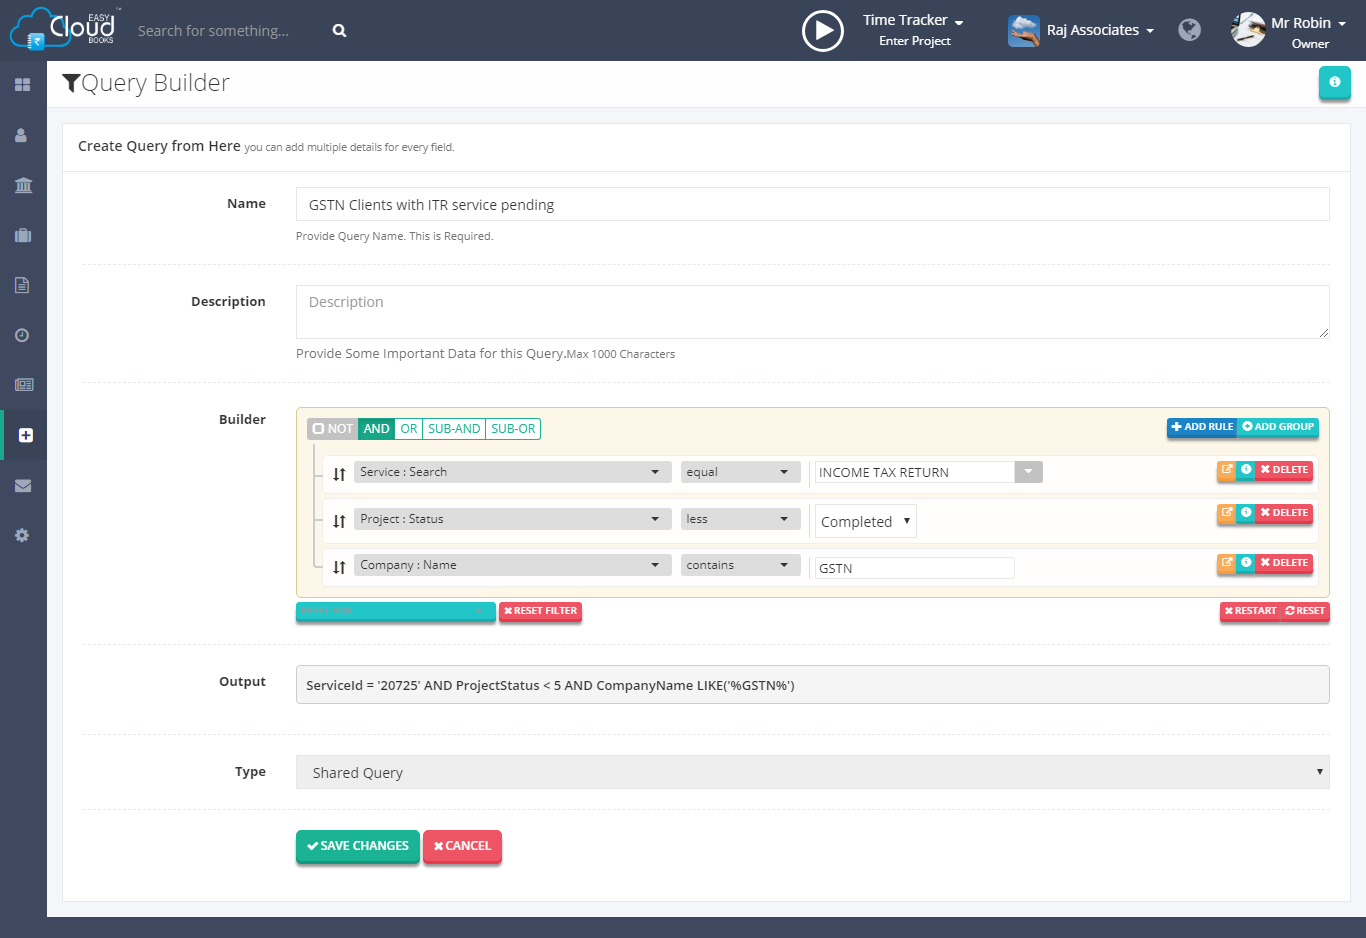 EASY
Cloud
BOOKS
™
Search for something...
Time Tracker
Enter Project
Raj Associates
Mr Robin
Owner
Query Builder
Create Query from Here you can add multiple details for every field.
Name
GSTN Clients with ITR service pending
Provide Query Name. This is Required.
Description
Description
Provide Some Important Data for this Query.Max 1000 Characters
Builder
NOT AND OR SUB-AND SUB-OR
ADD RULE ADD GROUP
Service : Search equal INCOME TAX RETURN DELETE
Project : Status less Completed DELETE
Company : Name contains GSTN DELETE
RESET FILTER
RESTART RESET
Output
ServiceId = '20725' AND ProjectStatus < 5 AND CompanyName LIKE('%GSTN%')
Type
Shared Query
SAVE CHANGES CANCEL